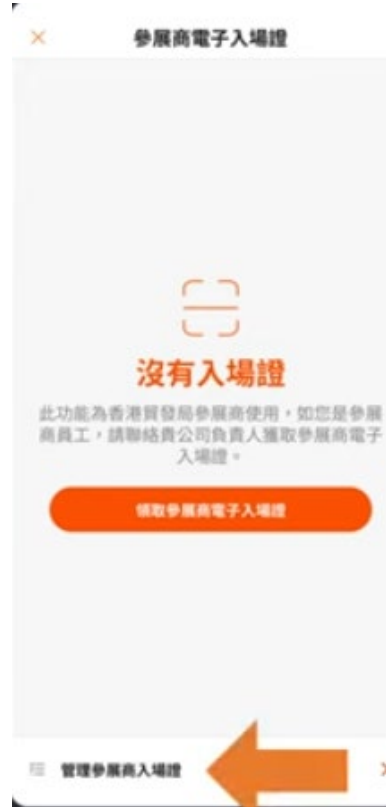 參展商電子入場證
沒有入場證
此功能為香港貿發局參展商使用,如您是參展
商員工,請聯絡貴公司負責人獲取參展商電子
入場證。
領取參展商電子入場證
管理參展商入場證